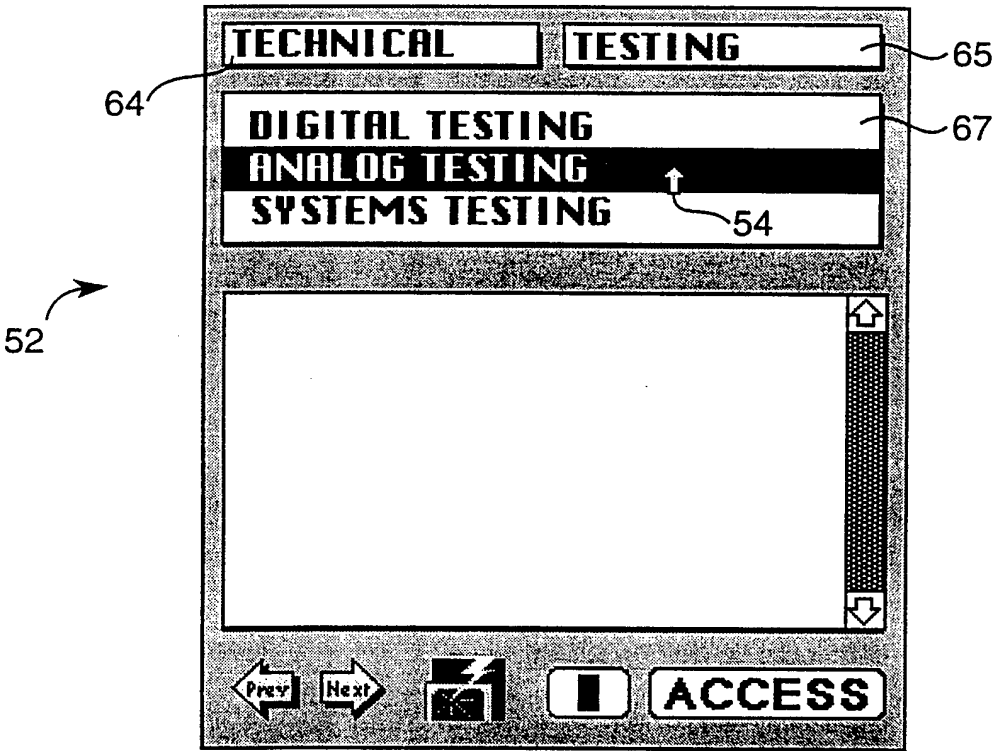 TECHNICAL TESTING
64 65
DIGITAL TESTING 67
ANALOG TESTING
SYSTEMS TESTING 54
52
Prev Next ACCESS